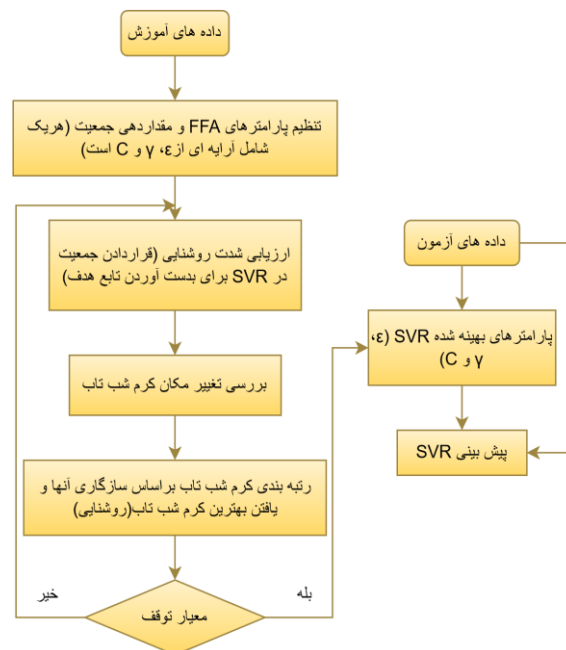 داده های آموزش
تنظیم پارامترهای FFA و مقداردهی جمعیت (هریک
شامل آرایه ای از ε، γ و C است)
ارزیابی شدت روشنایی (قراردادن جمعیت
در SVR برای بدست آوردن تابع هدف)
بررسی تغییر مکان کرم شب تاب
رتبه بندی کرم شب تاب براساس سازگاری آنها و
یافتن بهترین کرم شب تاب(روشنایی)
معیار توقف
خیر
بله
داده های آزمون
پارامترهای بهینه شده SVR (ε،
γ و C)
پیش بینی SVR